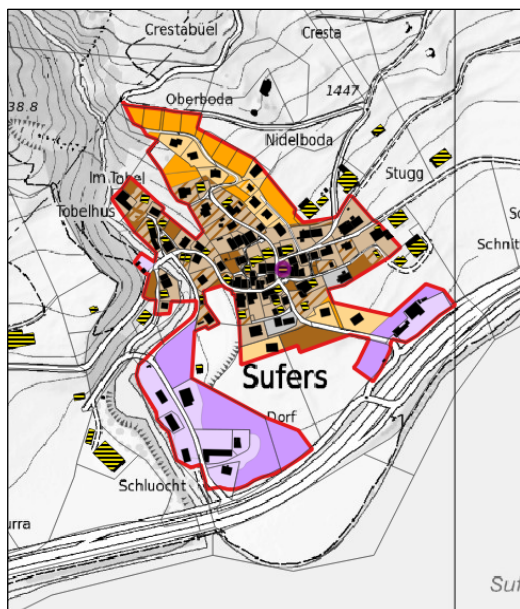 Crestabüel
Cresta
38.8
Oberboda
1447
Nidelboda
Im Tobel
Stugg
Tobelhus
Schnit
Sufers
Dorf
Schluocht
urra
Suf